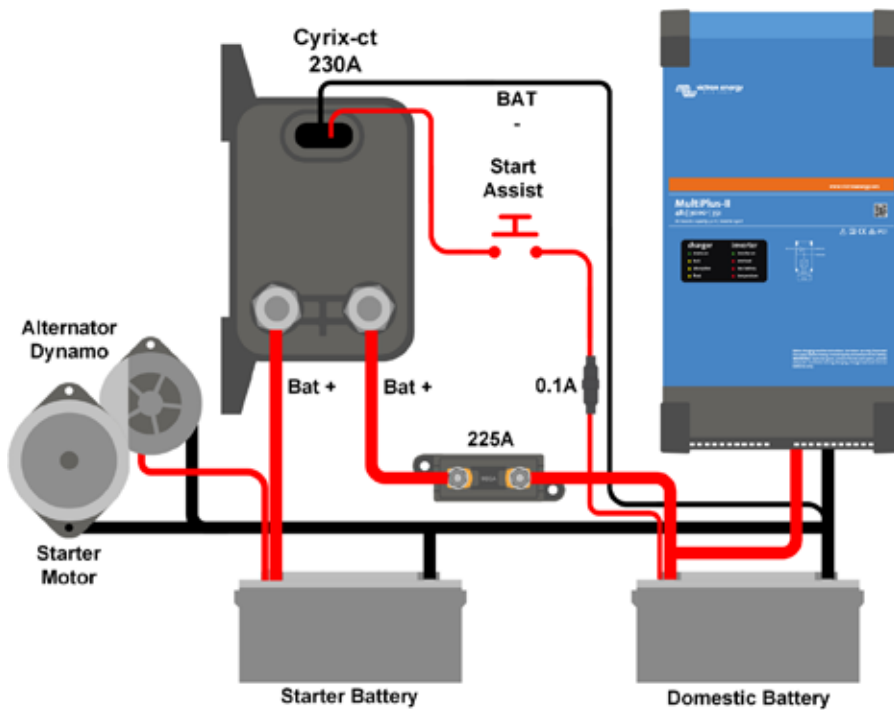 Cyrix-ct
230A
BAT
-
Start
Assist
victron energy
MultiPlus-II
charger
inverter
Alternator
Dynamo
Bat +
Bat +
0.1A
225A
Starter
Motor
Starter Battery
Domestic Battery